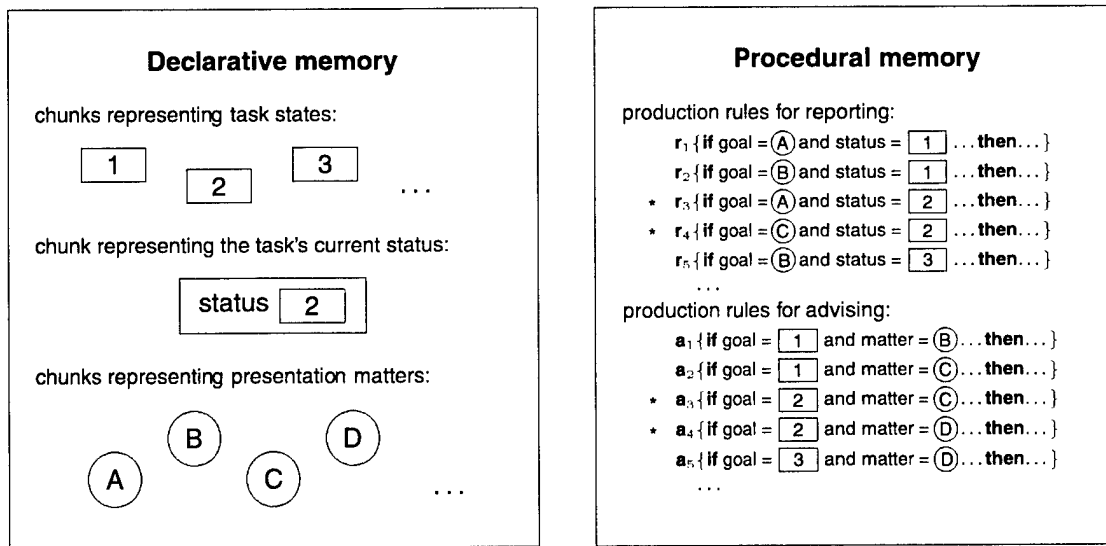 Declarative memory
chunks representing task states:
1
2
3
...
chunk representing the task's current status:
status 2
chunks representing presentation matters:
A
B
C
D
...
Procedural memory
production rules for reporting:
r₁{if goal = A and status = 1 ...then...}
r₂{if goal = B and status = 1 ...then...}
* r₃{if goal = A and status = 2 ...then...}
* r₄{if goal = C and status = 2 ...then...}
r₅{if goal = B and status = 3 ...then...}
...
production rules for advising:
a₁{if goal = 1 and matter = B ...then...}
a₂{if goal = 1 and matter = C ...then...}
* a₃{if goal = 2 and matter = C ...then...}
* a₄{if goal = 2 and matter = D ...then...}
a₅{if goal = 3 and matter = D ...then...}
...